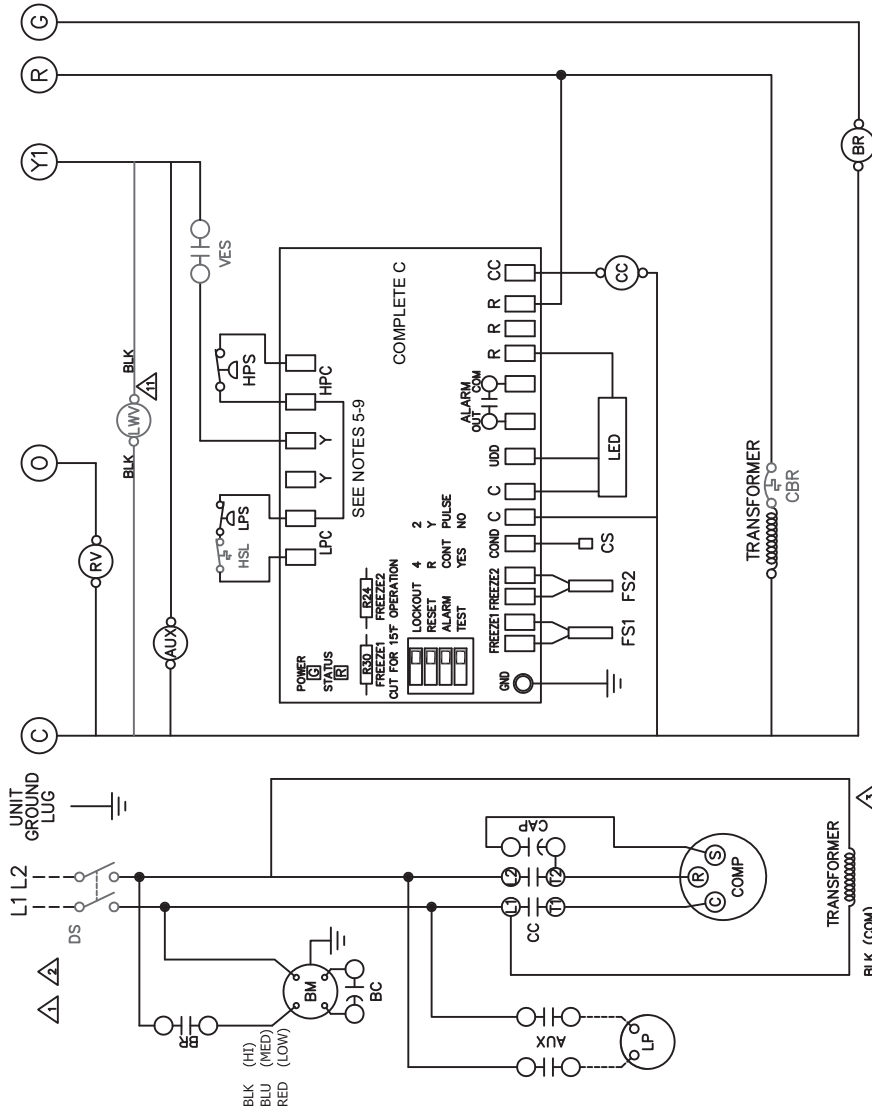 G
R
Y1
O
C
BR
VES
BLK
LWV
BLK
11
RV
AUX
HPS
HPC
LPS
HSL
LPC
Y
Y
SEE NOTES 5-9
COMPLETE C
CC
R
R
R
ALARM
OUT COM
UDD
C
C
COND
FREEZE2
FREEZE1
GND
CC
LED
CS
FS2
FS1
POWER
G
STATUS
R
R30
FREEZE1
R24
FREEZE2
CUT FOR 15°F OPERATION
LOCKOUT 4 2
RESET R Y
ALARM CONT PULSE
TEST YES NO
TRANSFORMER
CBR
UNIT
GROUND
LUG
L1 L2
DS
1
2
BR
BM
BC
BLK (HI)
BLU (MED)
RED (LOW)
AUX
LP
CAP
L2
T2
L1
T1
CC
S
R
C
COMP
TRANSFORMER
3
BLK (COM)